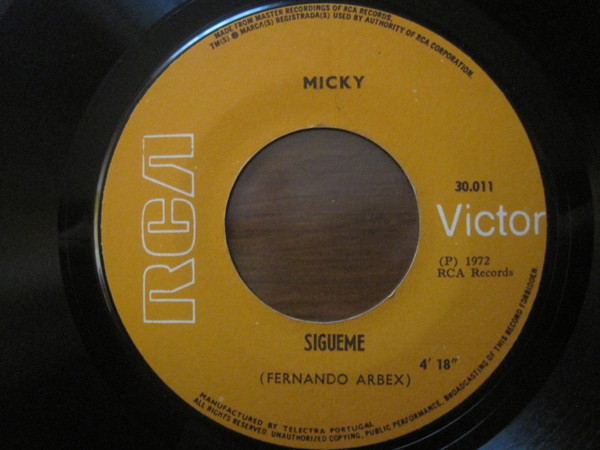 MADE FROM MASTER RECORDINGS OF RCA RECORDS.
TM(S) ® MARCA(S) REGISTRADA(S) USED BY AUTHORITY OF RCA CORPORATION.
MICKY
RCA
30.011
Victor
(P) 1972
RCA Records
SIGUEME
4' 18"
(FERNANDO ARBEX)
MANUFACTURED BY TELECTRA PORTUGAL
ALL RIGHTS RESERVED. UNAUTHORIZED COPYING, PUBLIC PERFORMANCE, BROADCASTING OF THIS RECORD FORBIDDEN